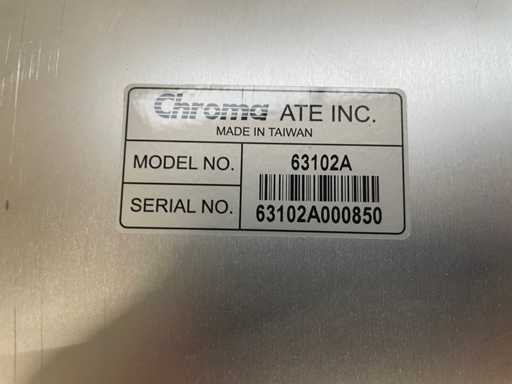 Chroma ATE INC.
MADE IN TAIWAN
MODEL NO. 63102A
SERIAL NO. 63102A000850